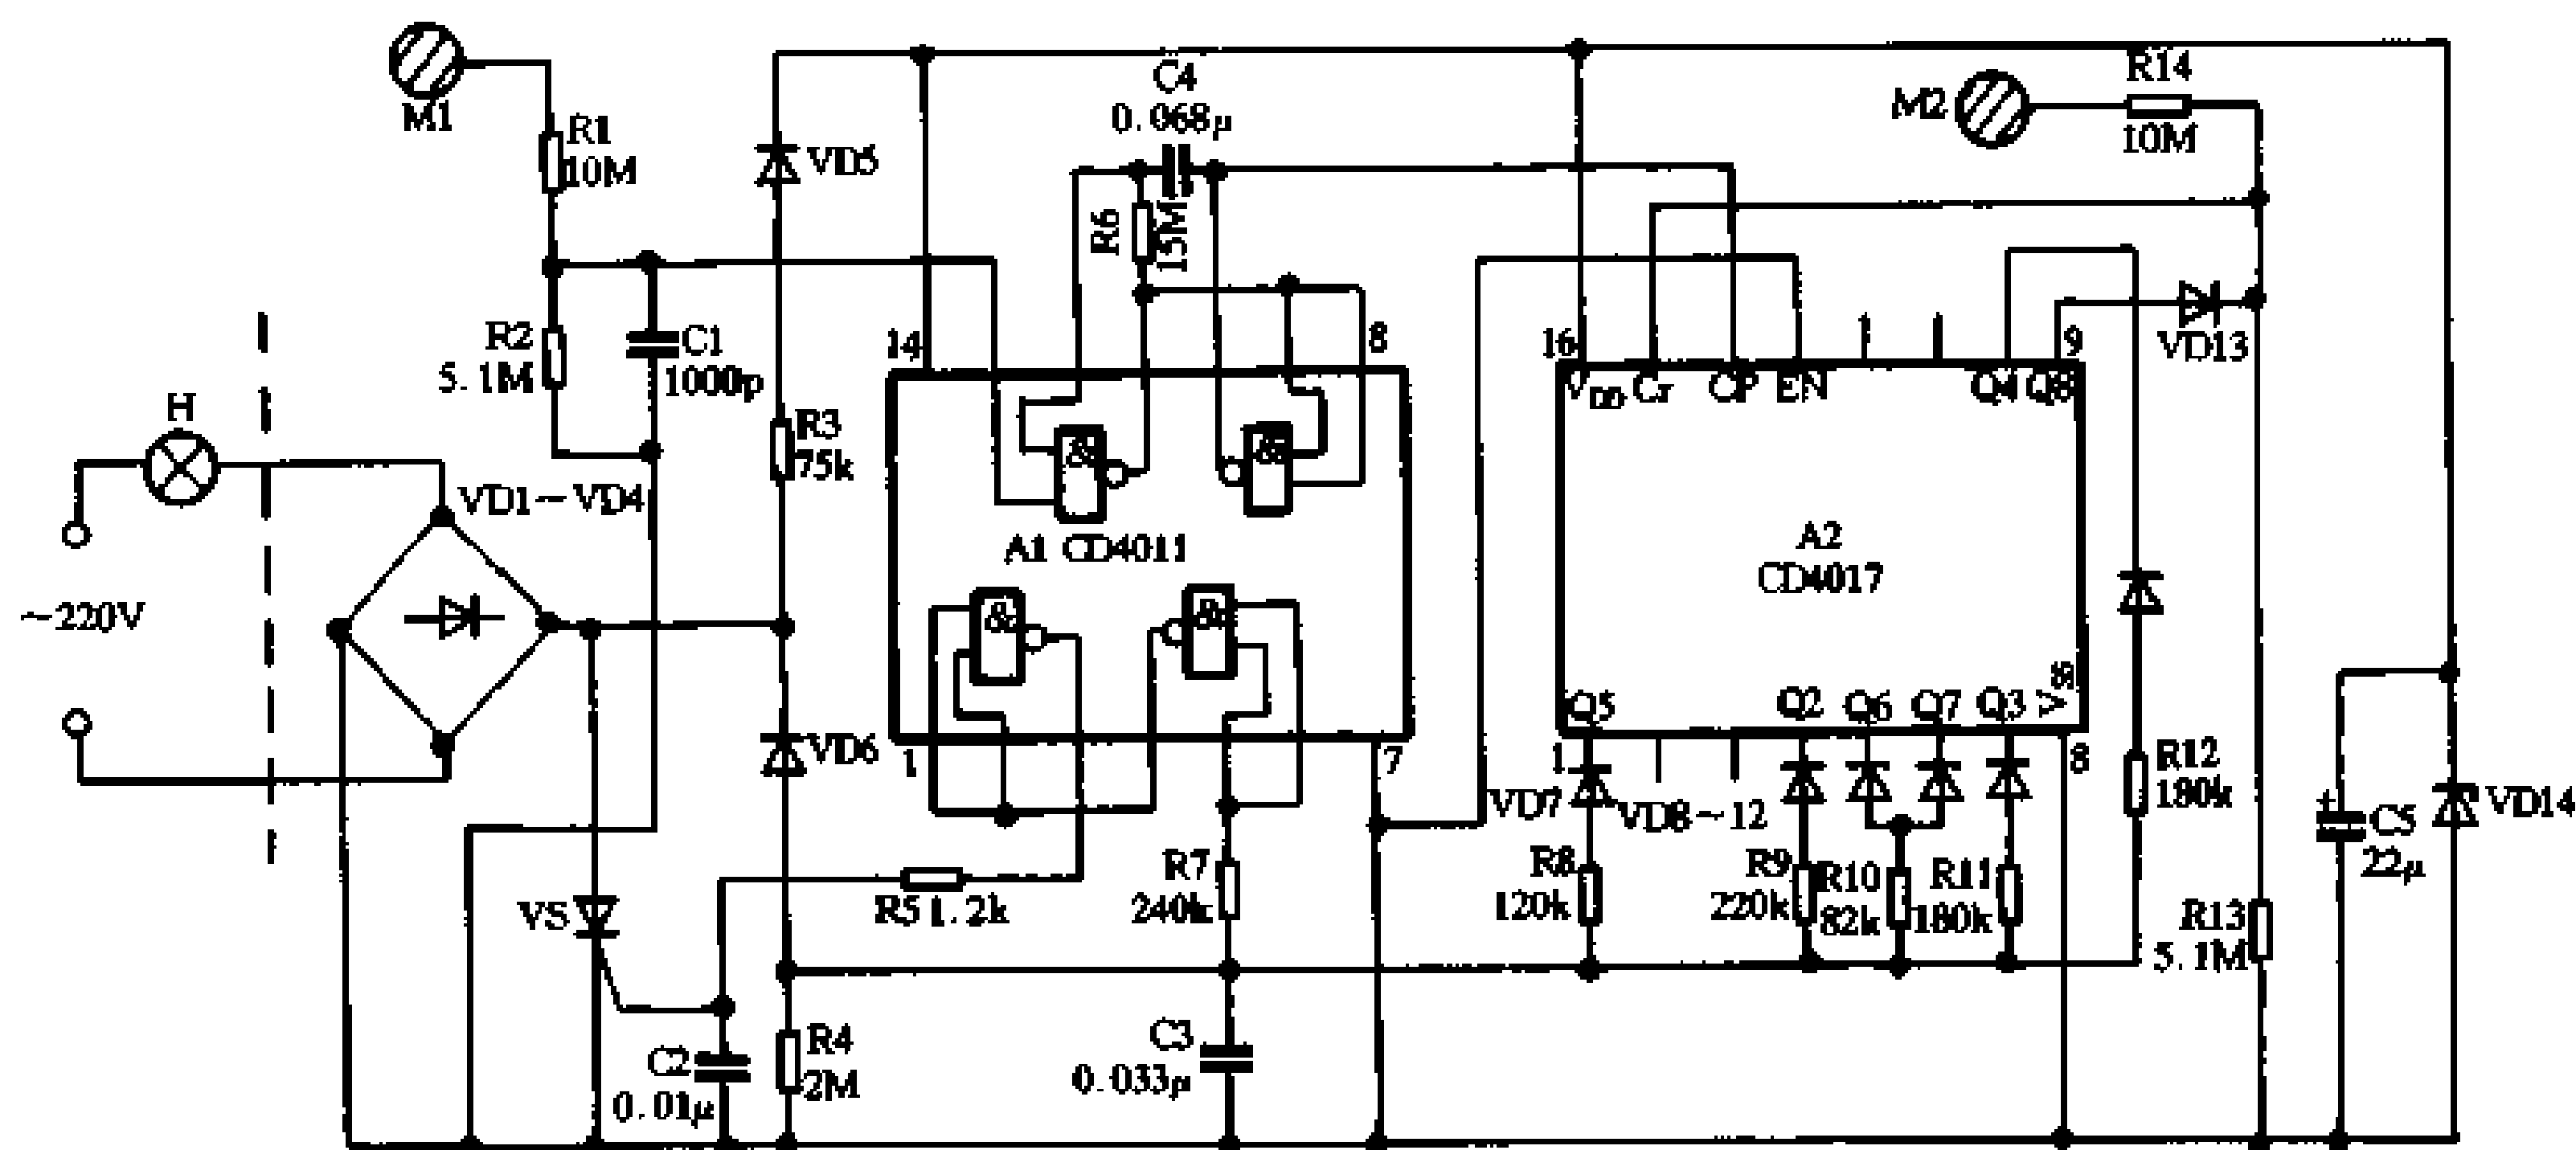 M1
R1
10M
VD5
C4
0.068μ
R6
15M
M2
R14
10M
R2
5.1M
C1
1000p
14
8
16
9
VD13
VDD Cr CP EN Q4 Q8
H
VD1～VD4
R3
75k
&
&
A1 CD4011
A2
CD4017
～220V
&
&
VD6
1
7
Q5
Q2
Q6
Q7
Q3
VSS
1
8
VD7
VD8～12
R12
180k
C5
22μ
VD14
VS
R5 1.2k
R7
240k
R8
120k
R9
220k
R10
82k
R11
180k
R13
5.1M
C2
0.01μ
R4
2M
C3
0.033μ
+